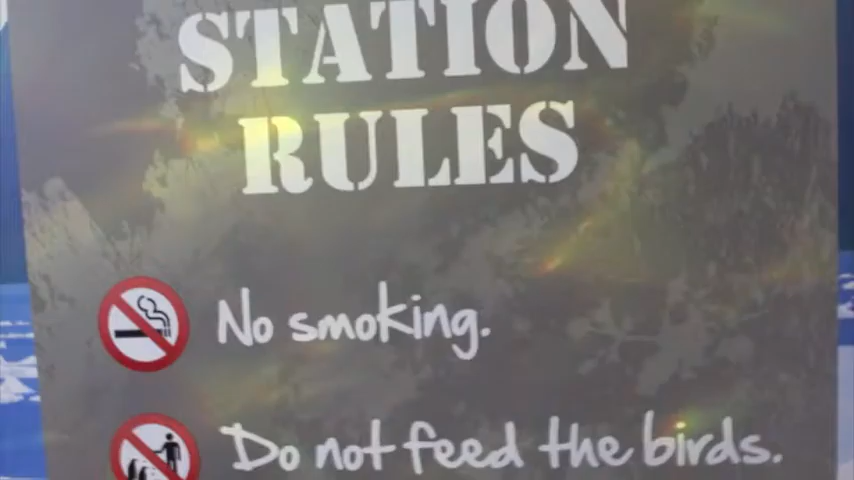 STATION
RULES
No smoking.
Do not feed the birds.